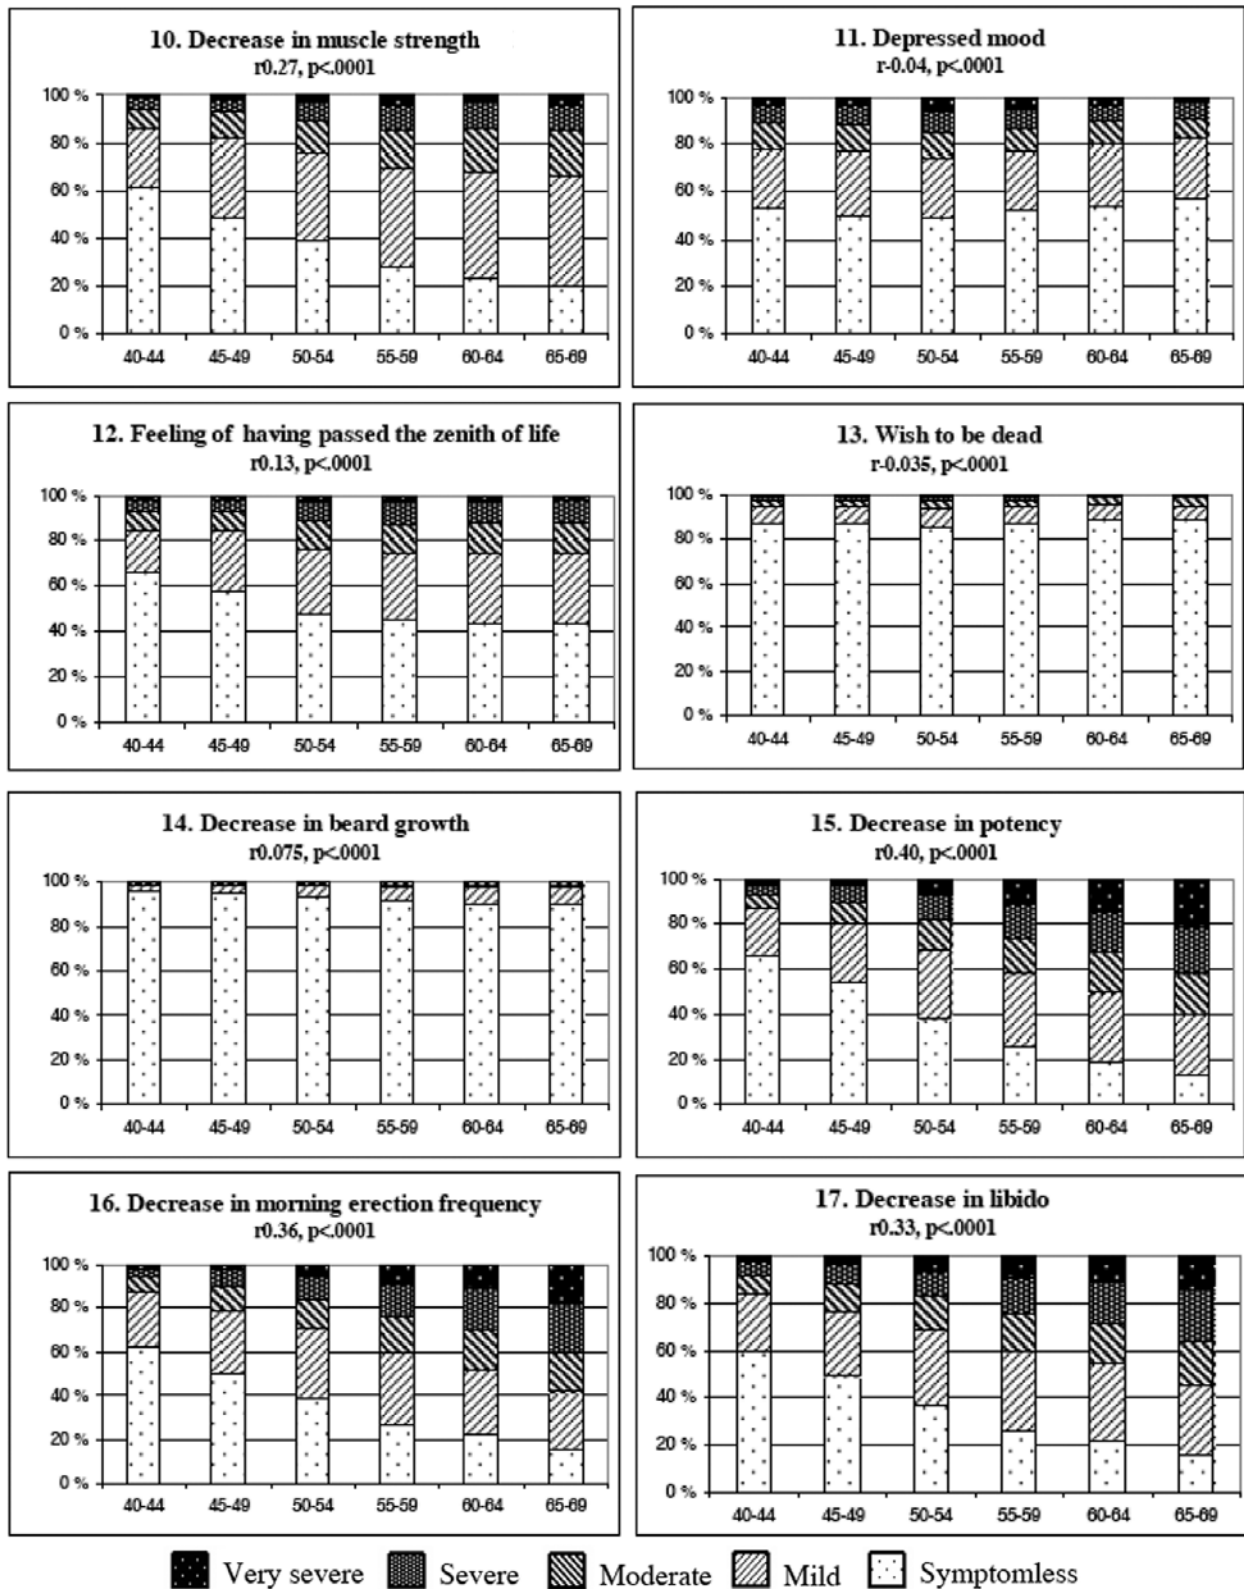 10. Decrease in muscle strength
r0.27, p<.0001
100 %
80 %
60 %
40 %
20 %
0 %
40-44 45-49 50-54 55-59 60-64 65-69
11. Depressed mood
r-0.04, p<.0001
100 %
80 %
60 %
40 %
20 %
0 %
40-44 45-49 50-54 55-59 60-64 65-69
12. Feeling of having passed the zenith of life
r0.13, p<.0001
100 %
80 %
60 %
40 %
20 %
0 %
40-44 45-49 50-54 55-59 60-64 65-69
13. Wish to be dead
r-0.035, p<.0001
100 %
80 %
60 %
40 %
20 %
0 %
40-44 45-49 50-54 55-59 60-64 65-69
14. Decrease in beard growth
r0.075, p<.0001
100 %
80 %
60 %
40 %
20 %
0 %
40-44 45-49 50-54 55-59 60-64 65-69
15. Decrease in potency
r0.40, p<.0001
100 %
80 %
60 %
40 %
20 %
0 %
40-44 45-49 50-54 55-59 60-64 65-69
16. Decrease in morning erection frequency
r0.36, p<.0001
100 %
80 %
60 %
40 %
20 %
0 %
40-44 45-49 50-54 55-59 60-64 65-69
17. Decrease in libido
r0.33, p<.0001
100 %
80 %
60 %
40 %
20 %
0 %
40-44 45-49 50-54 55-59 60-64 65-69
Very severe Severe Moderate Mild Symptomless